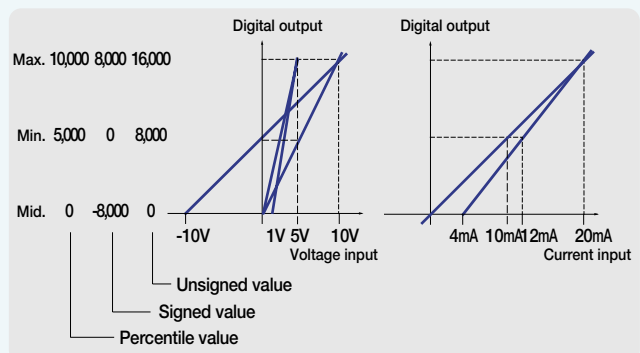 Digital output Digital output
Max. 10,000 8,000 16,000
Min. 5,000 0 8,000
Mid. 0 -8,000 0
-10V 1V 5V 10V 4mA 10mA 12mA 20mA
Voltage input Current input
Unsigned value
Signed value
Percentile value